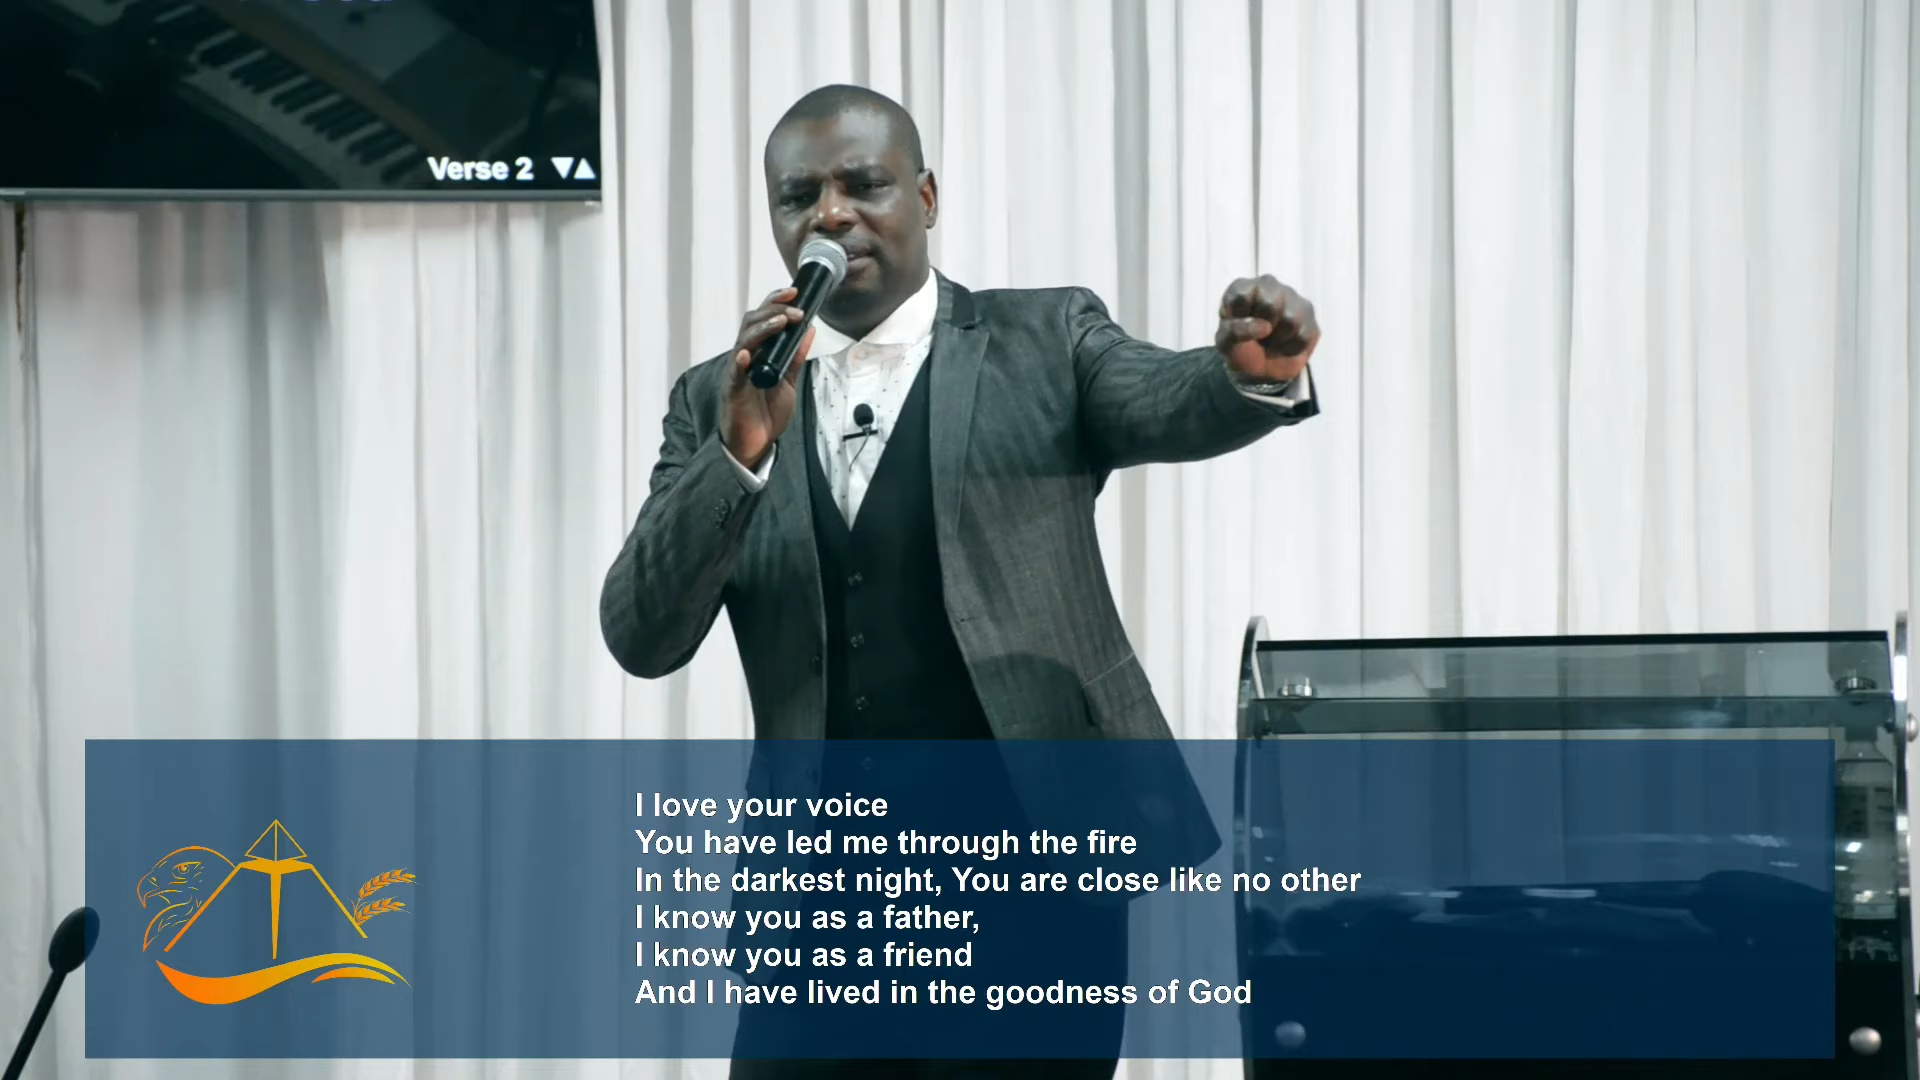 Verse 2 ▼▲
I love your voice
You have led me through the fire
In the darkest night, You are close like no other
I know you as a father,
I know you as a friend
And I have lived in the goodness of God